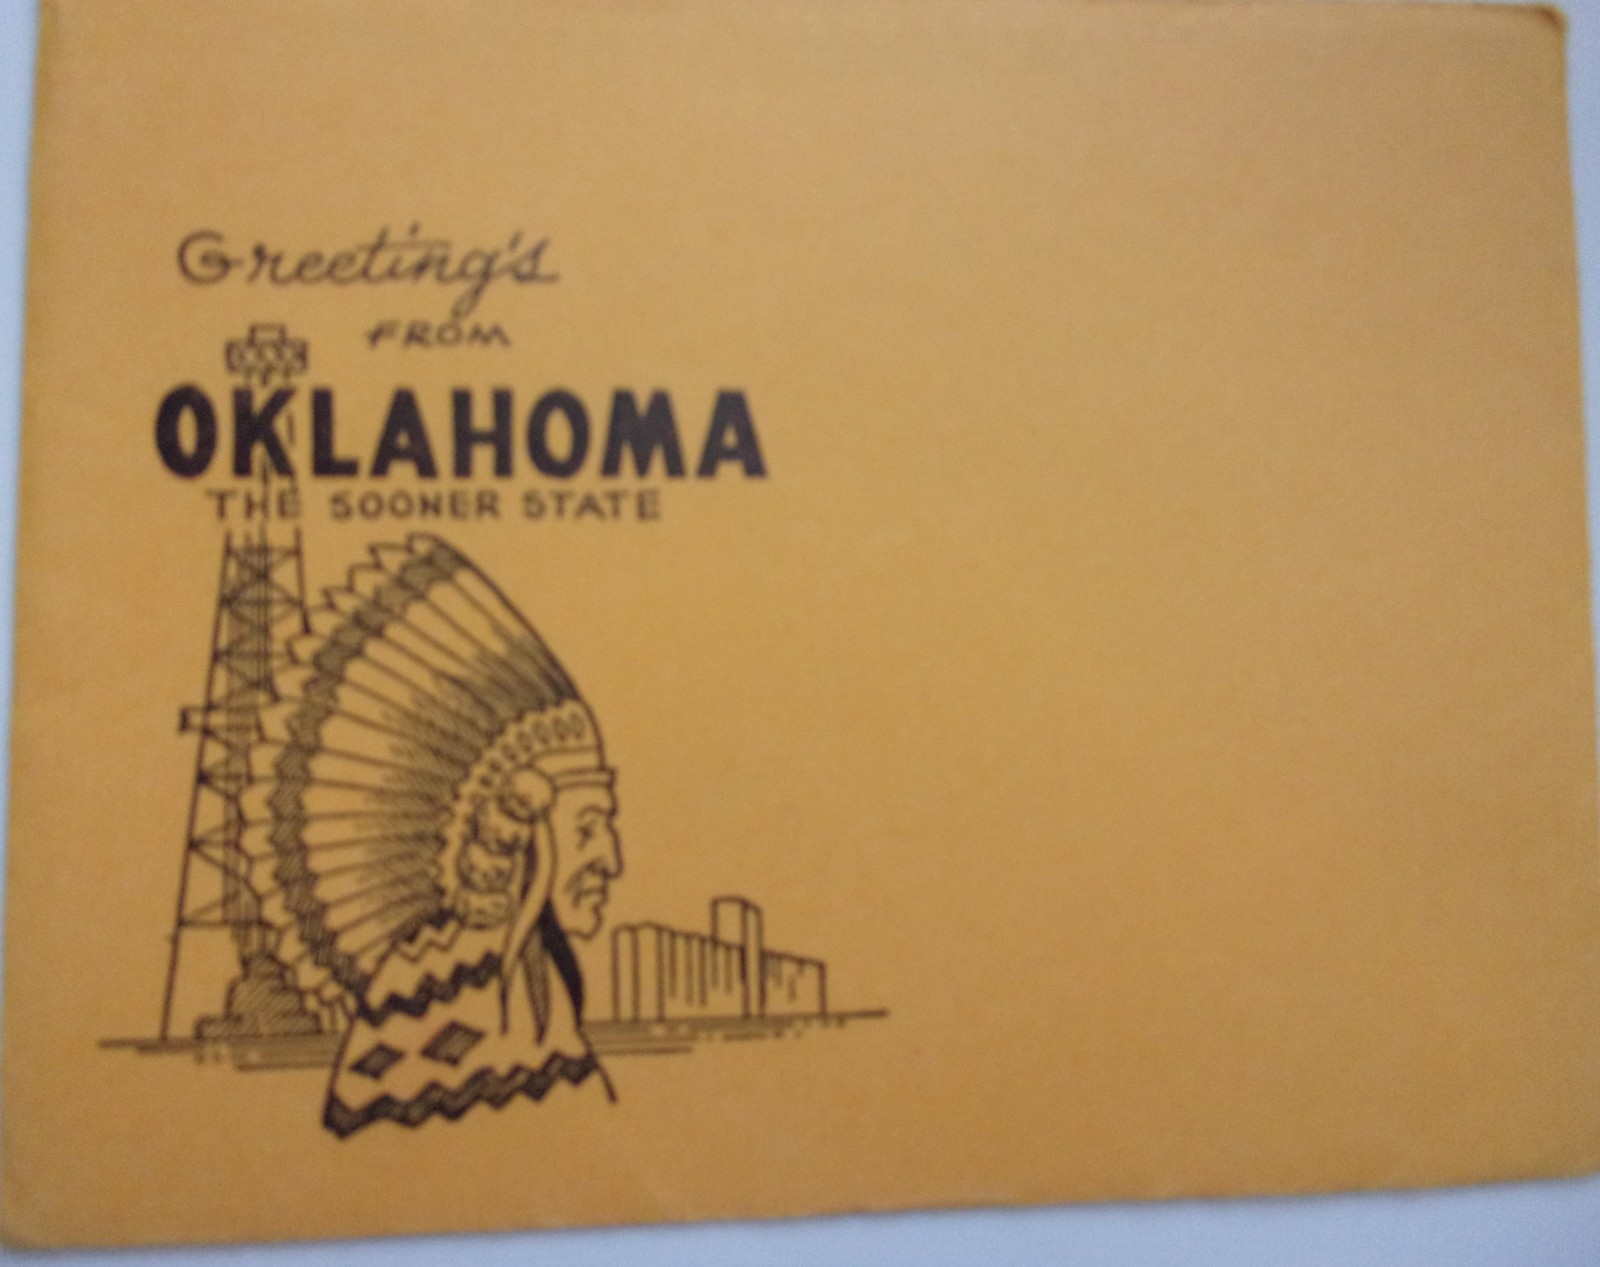 Greeting's
FROM
OKLAHOMA
THE SOONER STATE